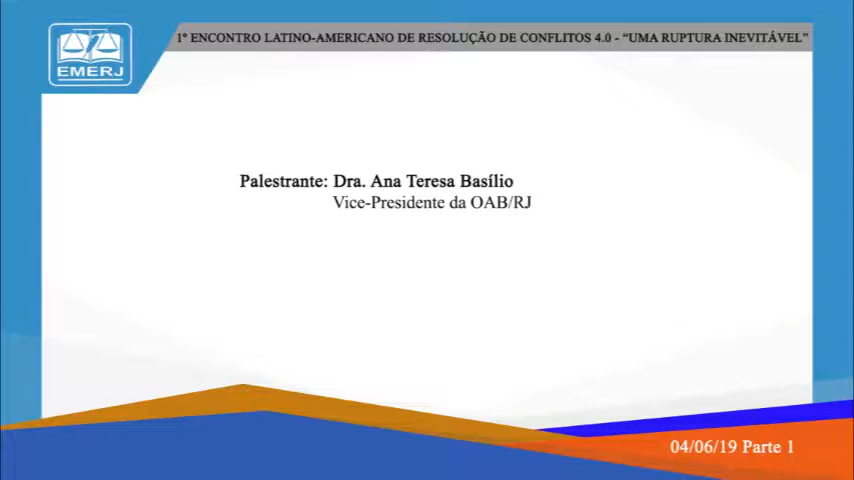 1º ENCONTRO LATINO-AMERICANO DE RESOLUÇÃO DE CONFLITOS 4.0 - “UMA RUPTURA INEVITÁVEL”
EMERJ
Palestrante: Dra. Ana Teresa Basílio
Vice-Presidente da OAB/RJ
04/06/19 Parte 1